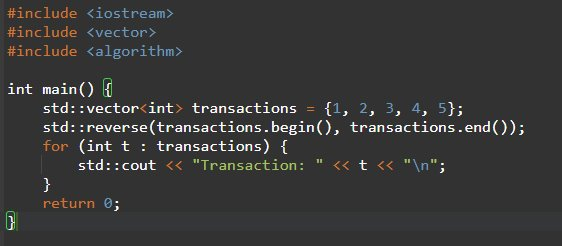 #include <iostream>
#include <vector>
#include <algorithm>

int main() {
    std::vector<int> transactions = {1, 2, 3, 4, 5};
    std::reverse(transactions.begin(), transactions.end());
    for (int t : transactions) {
        std::cout << "Transaction: " << t << "\n";
    }
    return 0;
}